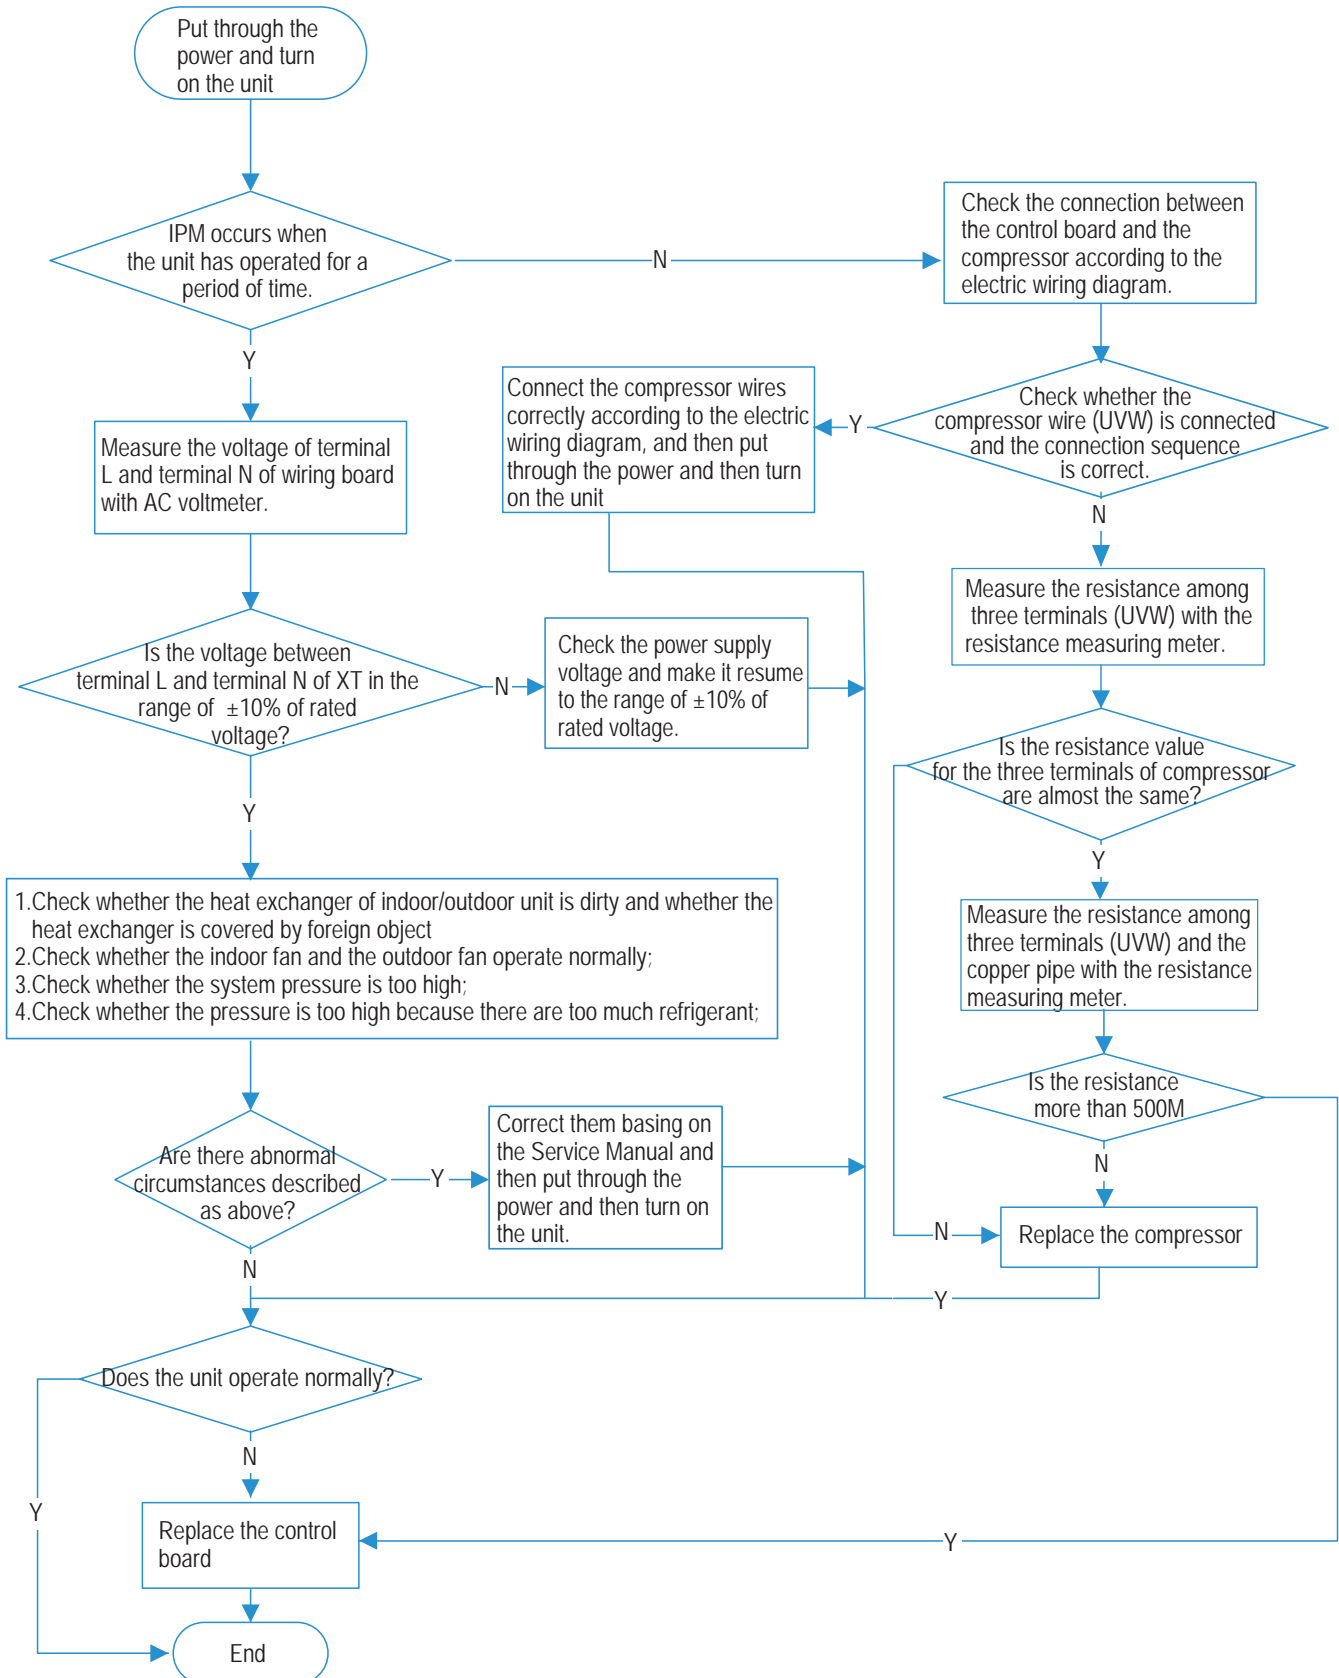 Put through the
power and turn
on the unit
IPM occurs when
the unit has operated for a
period of time.
N
Check the connection between
the control board and the
compressor according to the
electric wiring diagram.
Y
Connect the compressor wires
correctly according to the electric
wiring diagram, and then put
through the power and then turn
on the unit
Y
Check whether the
compressor wire (UVW) is connected
and the connection sequence
is correct.
Measure the voltage of terminal
L and terminal N of wiring board
with AC voltmeter.
N
Measure the resistance among
three terminals (UVW) with the
resistance measuring meter.
Is the voltage between
terminal L and terminal N of XT in the
range of ±10% of rated
voltage?
N
Check the power supply
voltage and make it resume
to the range of ±10% of
rated voltage.
Is the resistance value
for the three terminals of compressor
are almost the same?
Y
Y
1.Check whether the heat exchanger of indoor/outdoor unit is dirty and whether the
heat exchanger is covered by foreign object
2.Check whether the indoor fan and the outdoor fan operate normally;
3.Check whether the system pressure is too high;
4.Check whether the pressure is too high because there are too much refrigerant;
Measure the resistance among
three terminals (UVW) and the
copper pipe with the resistance
measuring meter.
Is the resistance
more than 500M
Are there abnormal
circumstances described
as above?
Y
Correct them basing on
the Service Manual and
then put through the
power and then turn on
the unit.
N
N
Replace the compressor
N
Y
Does the unit operate normally?
N
Y
Replace the control
board
Y
End